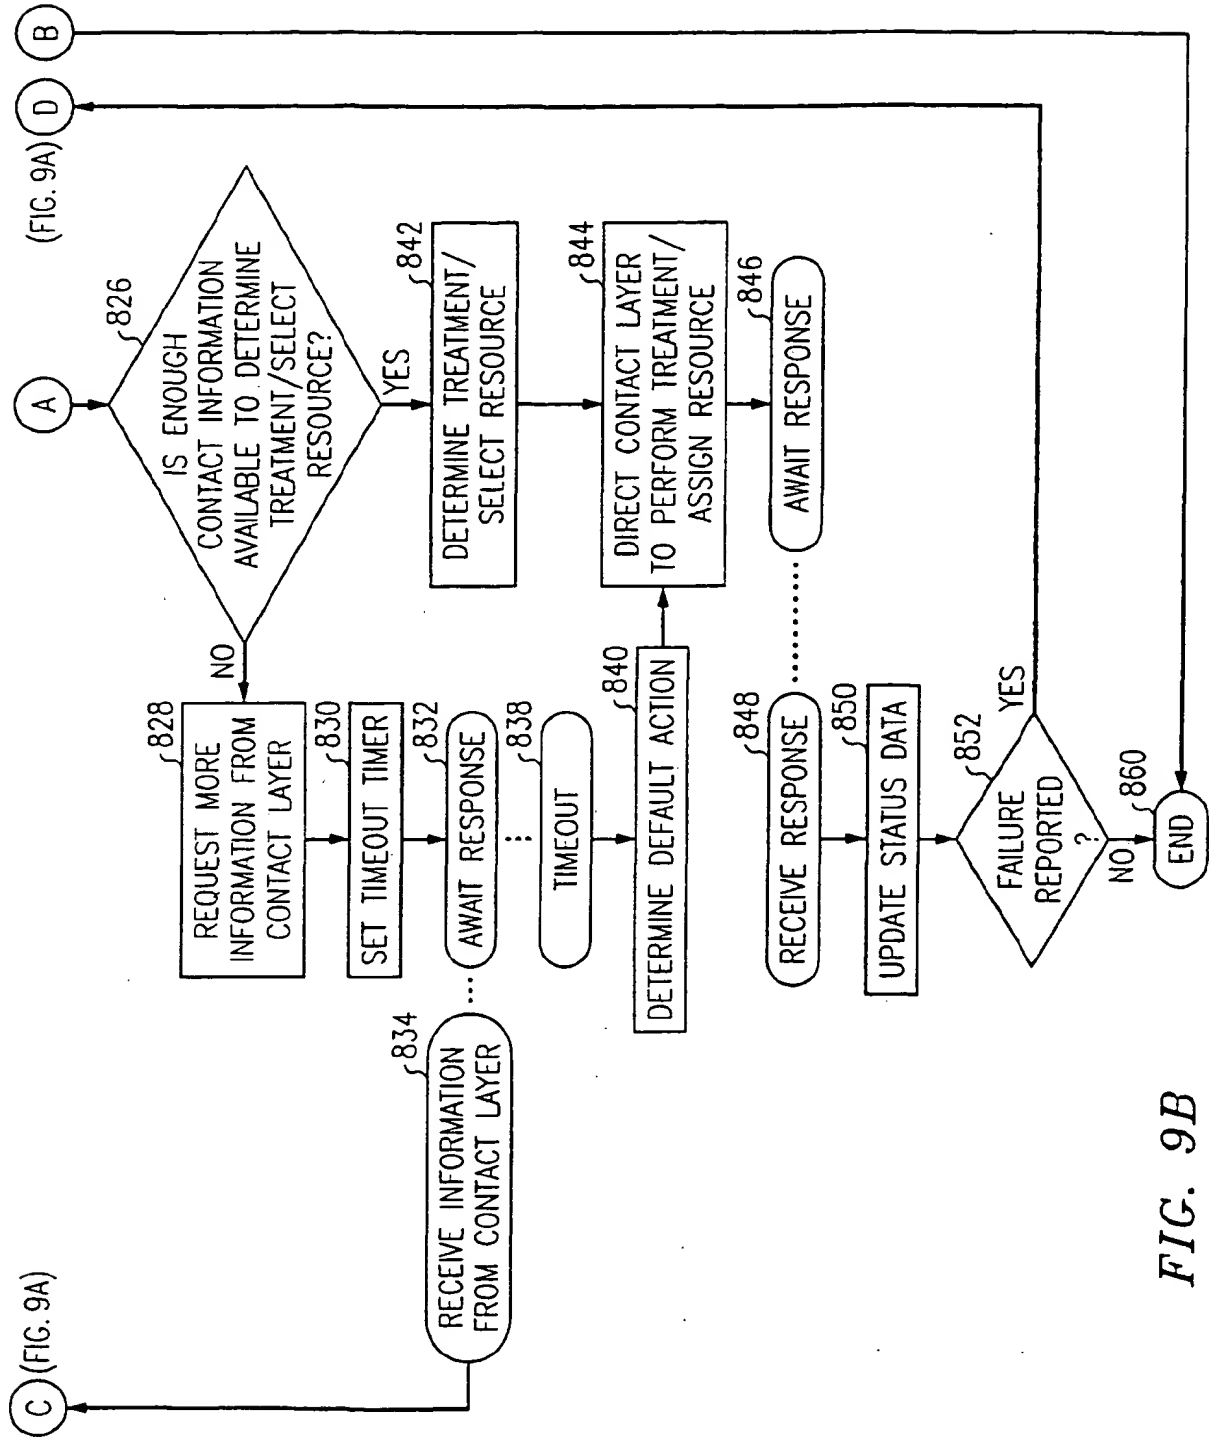 C
(FIG. 9A)
A
(FIG. 9A)
D
B
826
IS ENOUGH
CONTACT INFORMATION
AVAILABLE TO DETERMINE
TREATMENT/SELECT
RESOURCE?
NO
YES
828
REQUEST MORE
INFORMATION FROM
CONTACT LAYER
830
SET TIMEOUT TIMER
832
AWAIT RESPONSE
834
RECEIVE INFORMATION
FROM CONTACT LAYER
838
TIMEOUT
840
DETERMINE DEFAULT ACTION
842
DETERMINE TREATMENT/
SELECT RESOURCE
844
DIRECT CONTACT LAYER
TO PERFORM TREATMENT/
ASSIGN RESOURCE
846
AWAIT RESPONSE
848
RECEIVE RESPONSE
850
UPDATE STATUS DATA
852
FAILURE
REPORTED
?
YES
NO
860
END
FIG. 9B